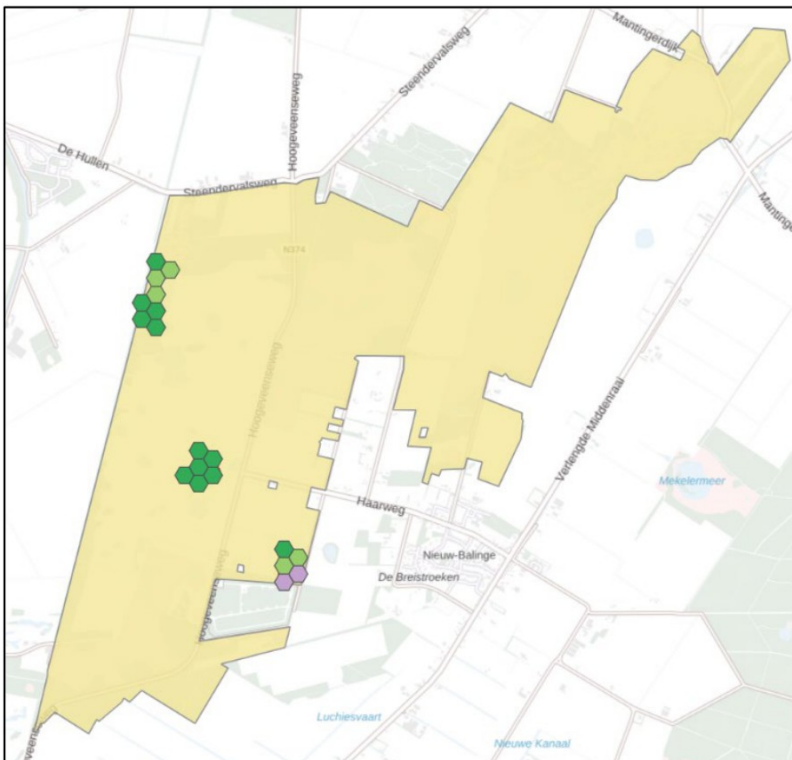 Mantingerdijk
Steendervalsweg
Hoogeveenseweg
De Hullen
Steendervalsweg
N374
Hoogeveenseweg
Verlengde Middenraai
Mekelermeer
Haarweg
Nieuw-Balinge
De Breistroeken
Luchiesvaart
Nieuwe Kanaal